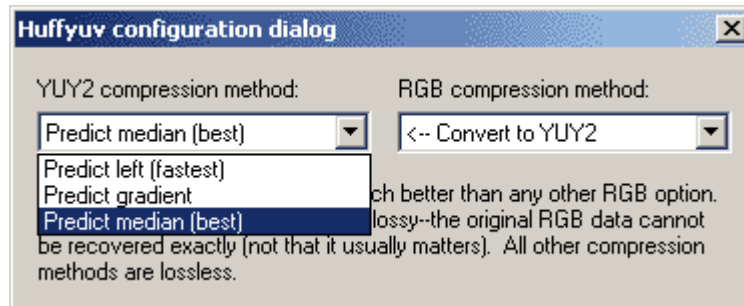 Huffyuv configuration dialog
YUY2 compression method:
RGB compression method:
Predict median (best)
<-- Convert to YUY2
Predict left (fastest)
Predict gradient
Predict median (best)
ch better than any other RGB option.
lossy--the original RGB data cannot
be recovered exactly (not that it usually matters).  All other compression
methods are lossless.